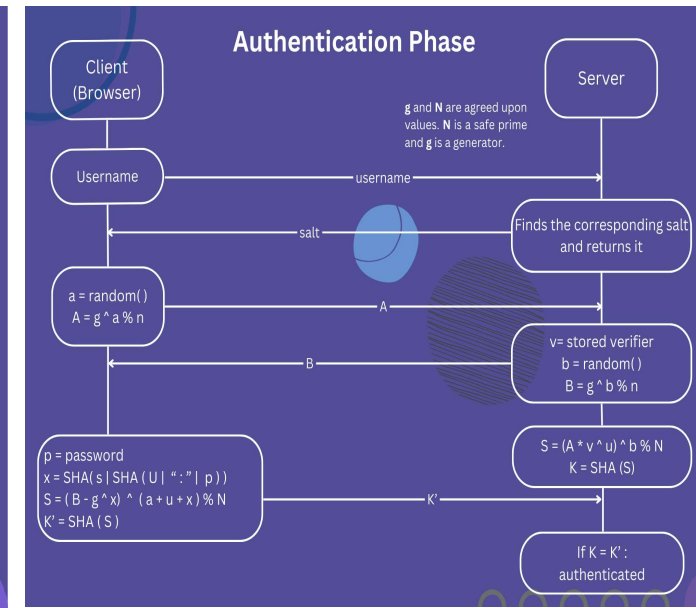 Authentication Phase
Client
(Browser)
Server
g and N are agreed upon
values. N is a safe prime
and g is a generator.
Username
username
Finds the corresponding salt
and returns it
salt
a = random( )
A = g ^ a % n
A
v= stored verifier
b = random( )
B = g ^ b % n
B
S = (A * v ^ u) ^ b % N
K = SHA (S)
p = password
x = SHA( s | SHA ( U | “ : ” | p ) )
S = ( B - g ^ x)  ^  ( a + u + x ) % N
K’ = SHA ( S )
K’
If K = K’ :
authenticated